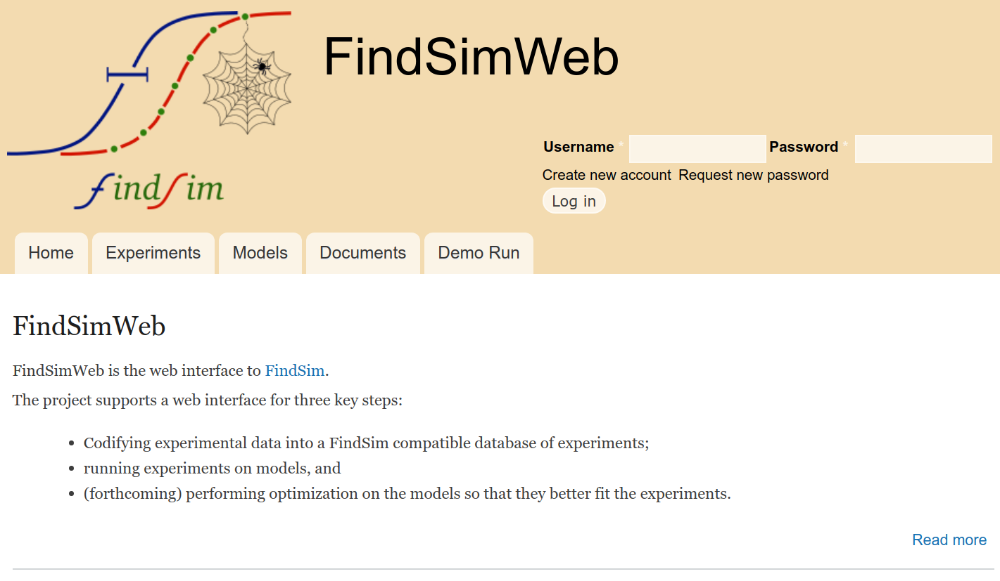 FindSimWeb
findSim
Username * Password *
Create new account Request new password
Log in
Home Experiments Models Documents Demo Run
FindSimWeb
FindSimWeb is the web interface to FindSim.
The project supports a web interface for three key steps:
• Codifying experimental data into a FindSim compatible database of experiments;
• running experiments on models, and
• (forthcoming) performing optimization on the models so that they better fit the experiments.
Read more